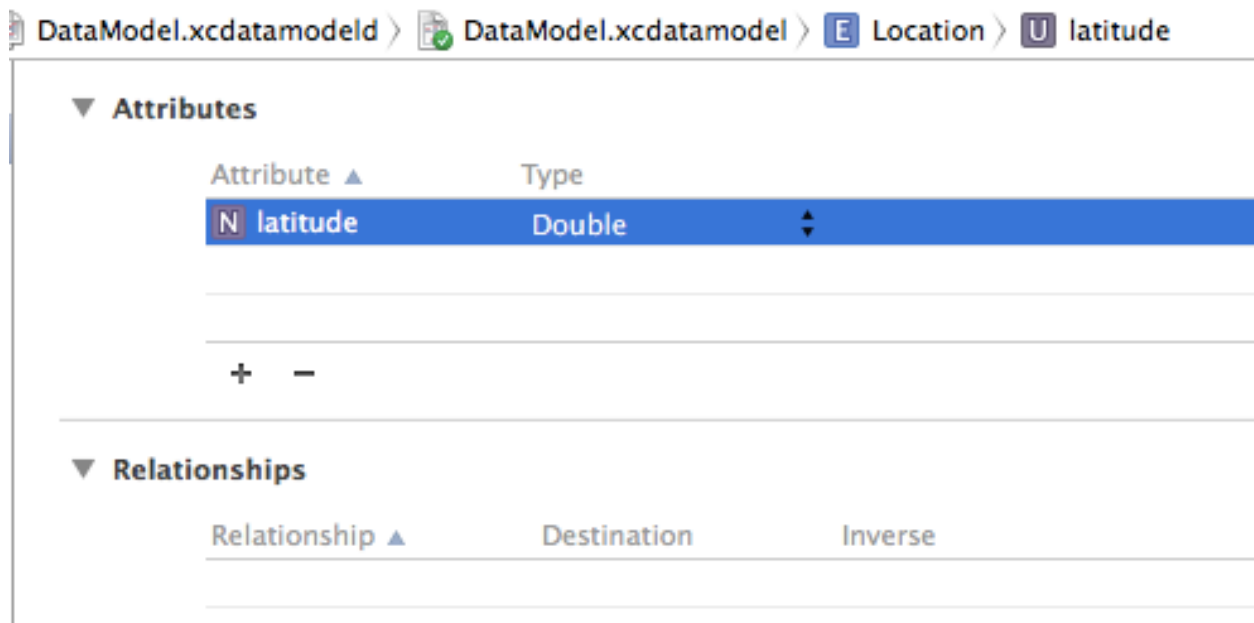 DataModel.xcdatamodeld DataModel.xcdatamodel E Location U latitude
Attributes
Attribute Type
N latitude Double
Relationships
Relationship Destination Inverse